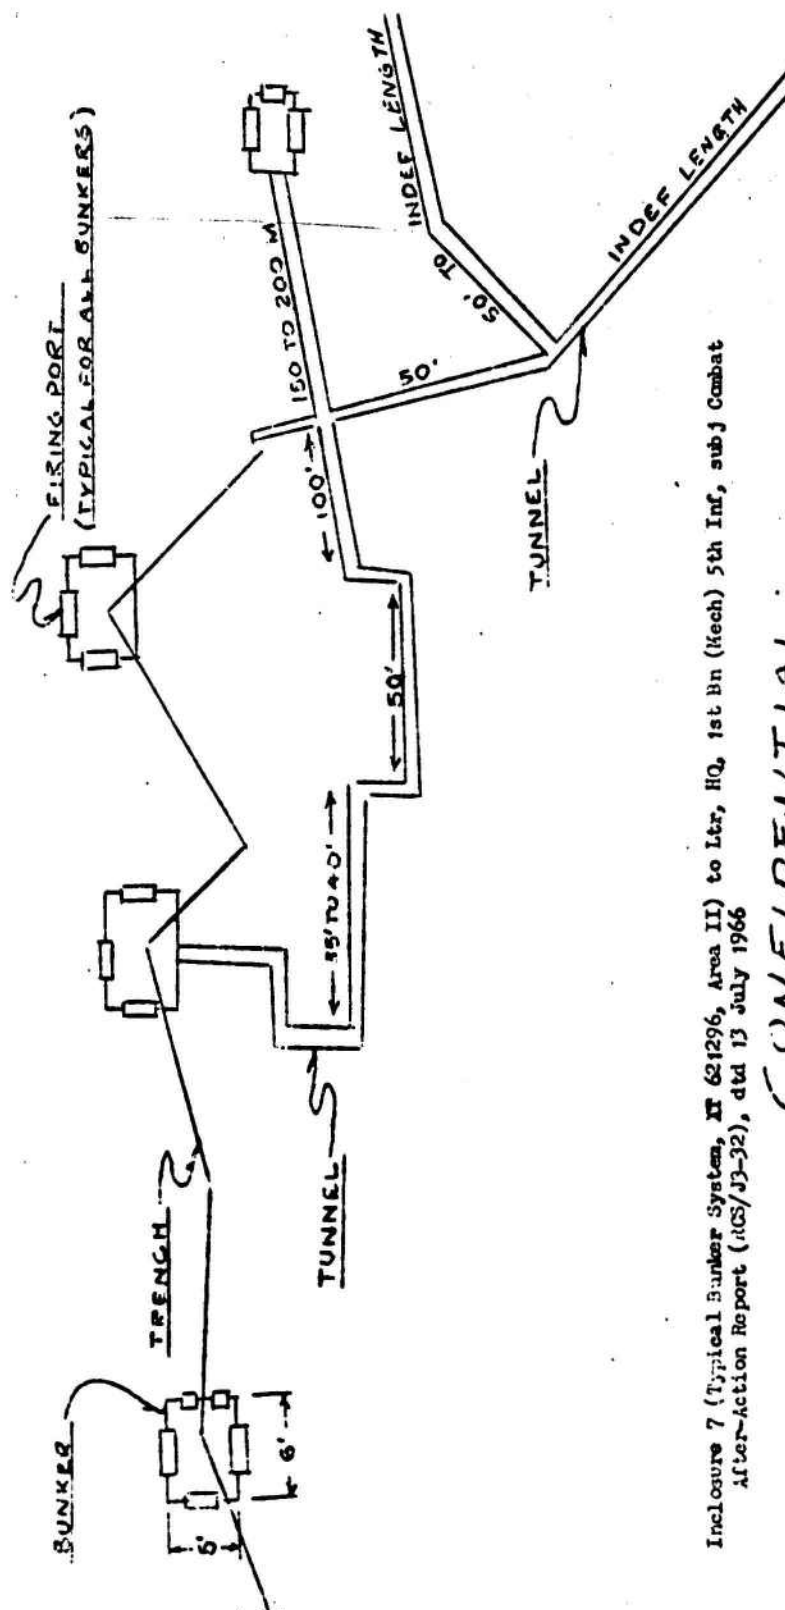 FIRING PORT
(TYPICAL FOR ALL BUNKERS)
BUNKER
5'
6'
TRENCH
TUNNEL
35' TO 40'
50'
100'
150 TO 200 M
50'
50' TO
INDEF LENGTH
INDEF LENGTH
TUNNEL
Inclosure 7 (Typical Bunker System, XT 621296, Area II) to Ltr, HQ, 1st Bn (Mech) 5th Inf, subj Combat
After-Action Report (RCS/J3-32), dtd 13 July 1966
CONFIDENTIAL